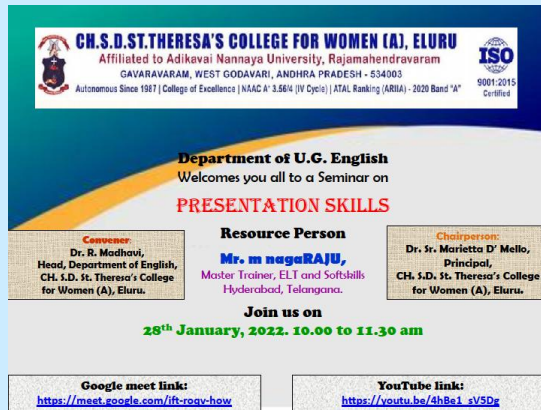 CH.S.D.ST.THERESA'S COLLEGE FOR WOMEN (A), ELURU
Affiliated to Adikavai Nannaya University, Rajamahendravaram
GAVARAVARAM, WEST GODAVARI, ANDHRA PRADESH - 534003
Autonomous Since 1987 | College of Excellence | NAAC A+ 3.56/4 (IV Cycle) | ATAL Ranking (ARIIA) - 2020 Band "A"
ISO
9001:2015
Certified
Department of U.G. English
Welcomes you all to a Seminar on
PRESENTATION SKILLS
Convener:
Dr. R. Madhavi,
Head, Department of English,
CH. S.D. St. Theresa's College
for Women (A), Eluru.
Resource Person
Mr. m nagaRAJU,
Master Trainer, ELT and Softskills
Hyderabad, Telangana.
Chairperson:
Dr. Sr. Marietta D' Mello,
Principal,
CH. S.D. St. Theresa's College
for Women (A), Eluru.
Join us on
28th January, 2022. 10.00 to 11.30 am
Google meet link:
https://meet.google.com/ift-roqv-how
YouTube link:
https://youtu.be/4hBe1_sV5Dg